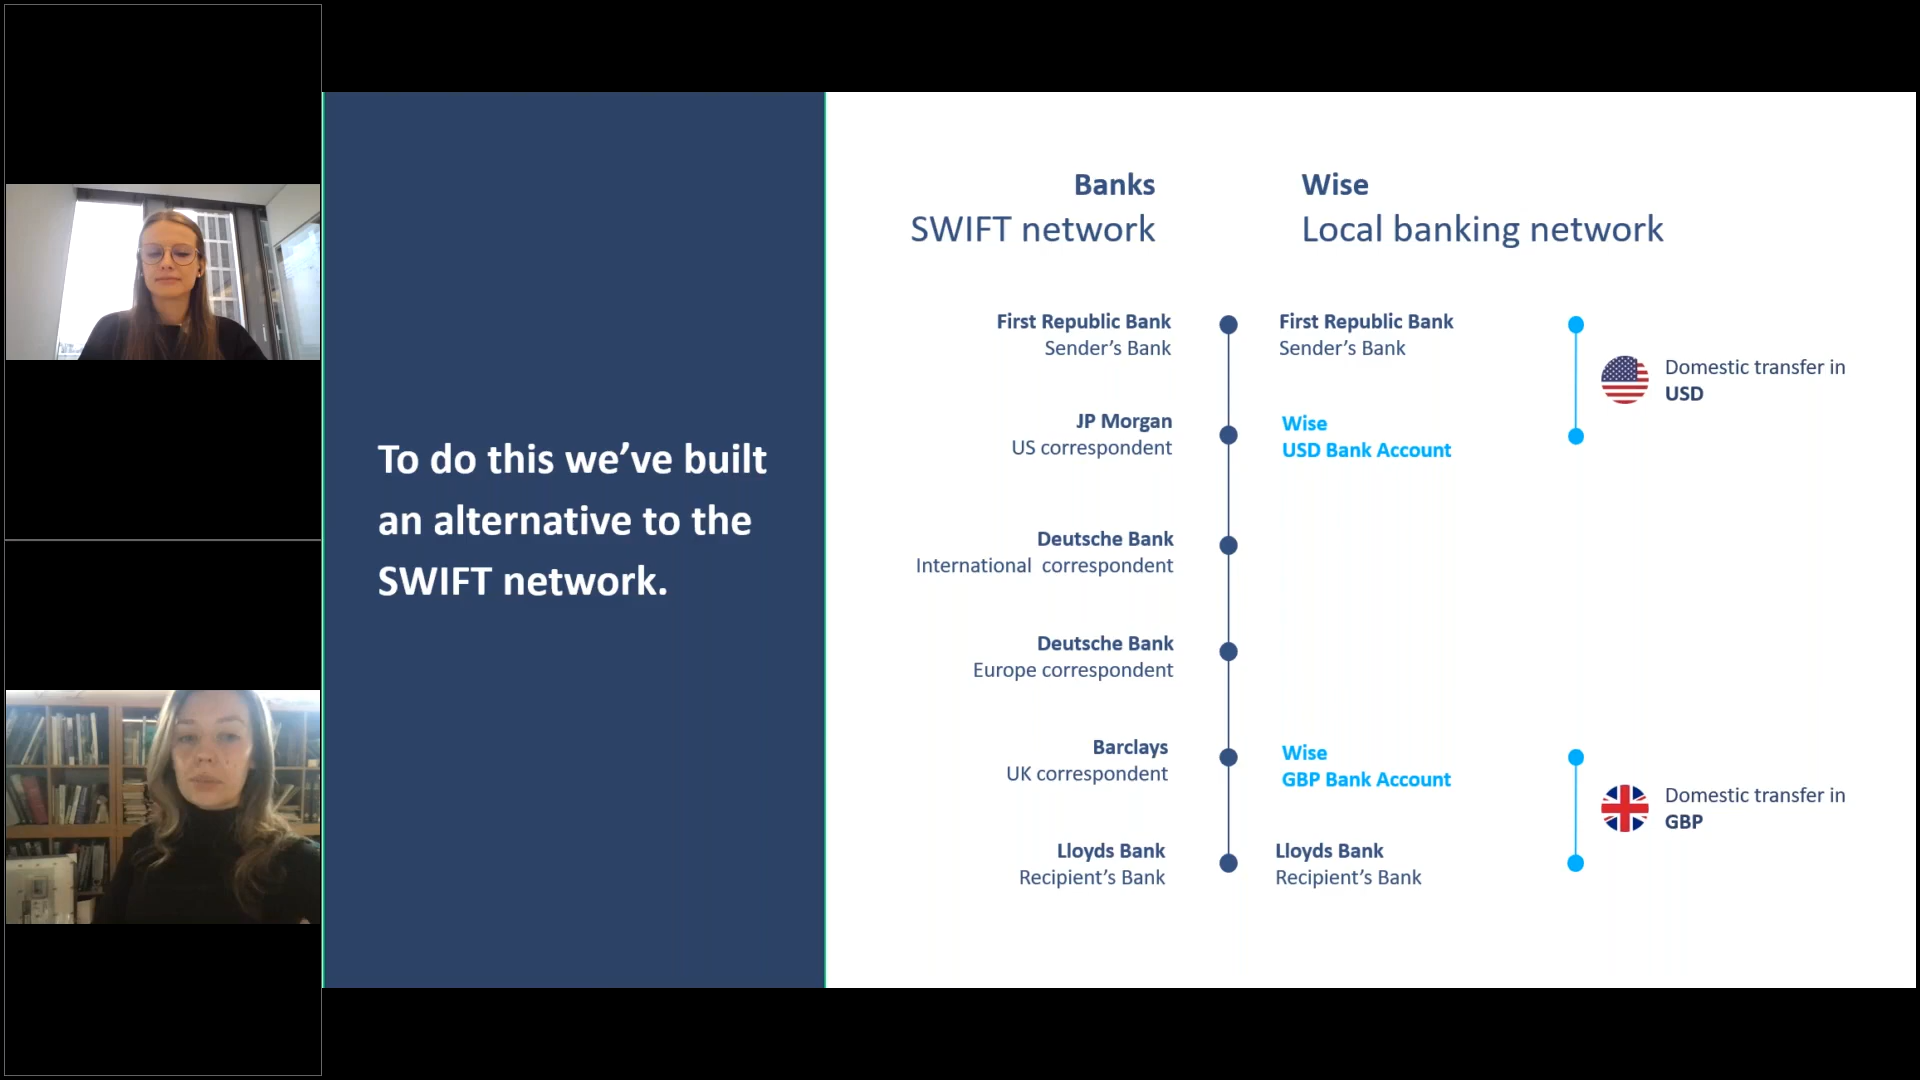 To do this we’ve built
an alternative to the
SWIFT network.
Banks
SWIFT network
First Republic Bank
Sender’s Bank
JP Morgan
US correspondent
Deutsche Bank
International correspondent
Deutsche Bank
Europe correspondent
Barclays
UK correspondent
Lloyds Bank
Recipient’s Bank
Wise
Local banking network
First Republic Bank
Sender’s Bank
Wise
USD Bank Account
Wise
GBP Bank Account
Lloyds Bank
Recipient’s Bank
Domestic transfer in
USD
Domestic transfer in
GBP